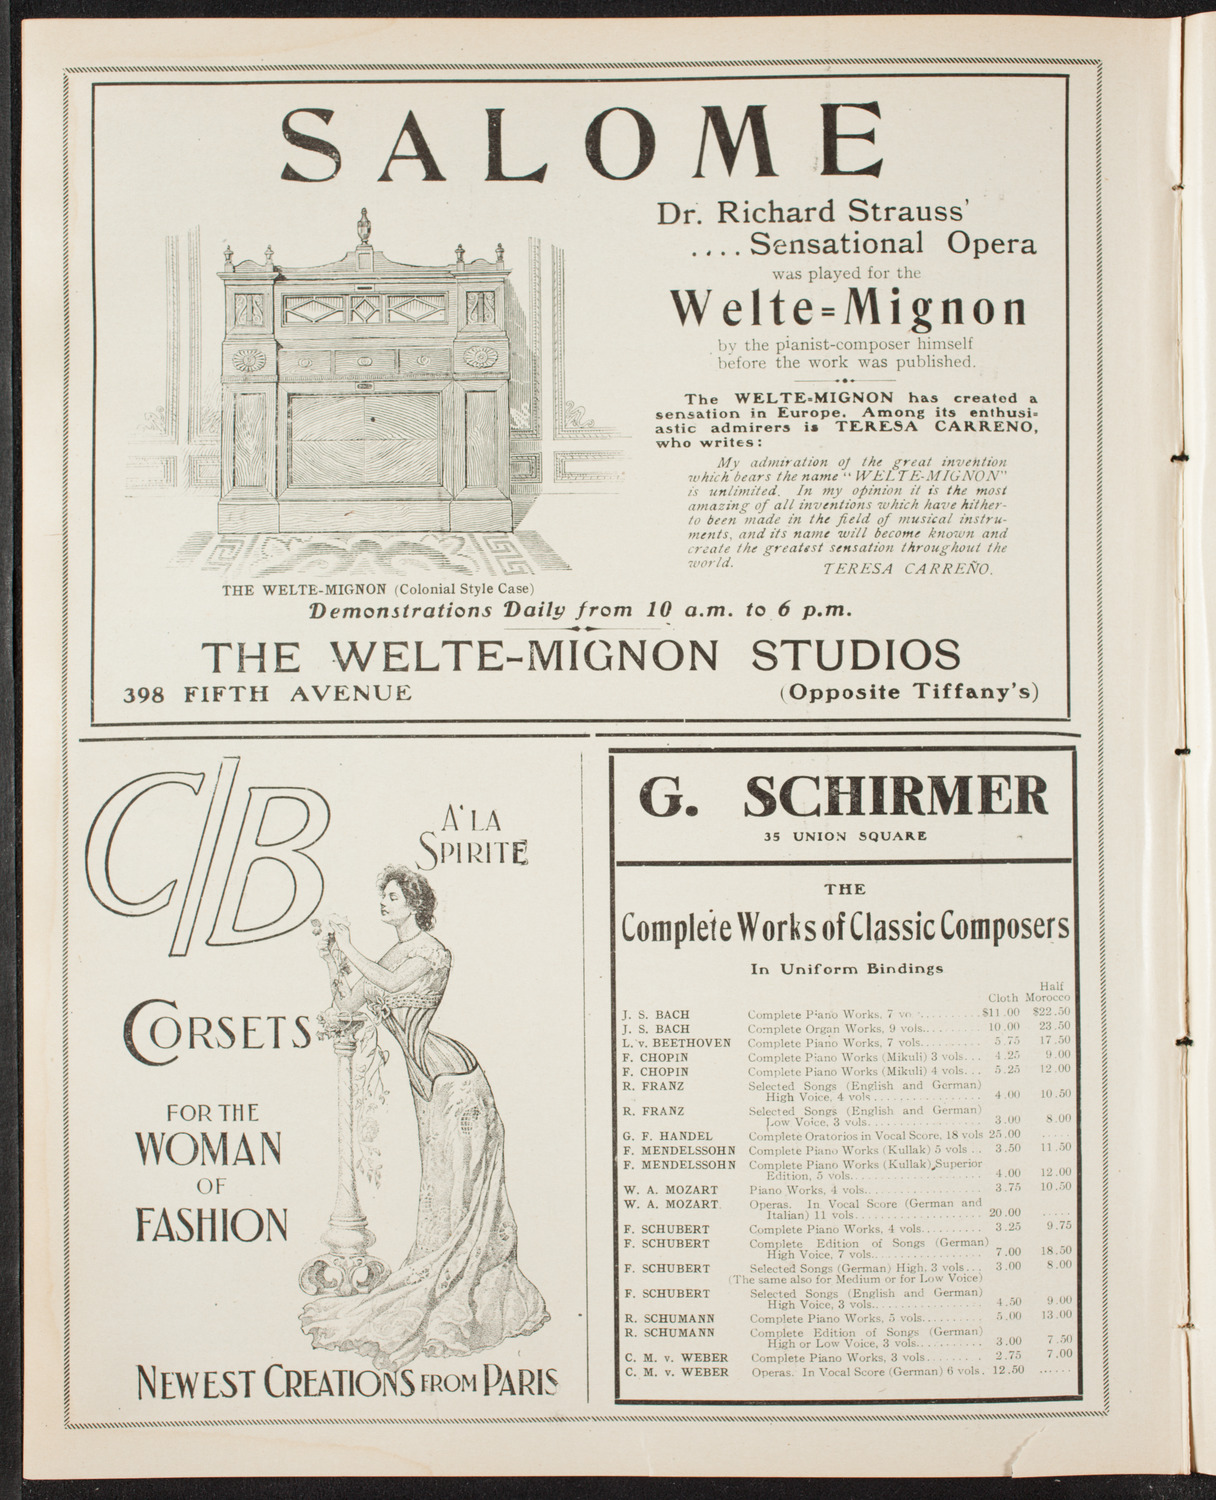 SALOME
Dr. Richard Strauss'
.... Sensational Opera
was played for the
Welte=Mignon
by the pianist-composer himself
before the work was published.
The WELTE-MIGNON has created a
sensation in Europe. Among its enthusi-
astic admirers is TERESA CARRENO,
who writes:
My admiration of the great invention
which bears the name "WELTE-MIGNON"
is unlimited. In my opinion it is the most
amazing of all inventions which have hither-
to been made in the field of musical instru-
ments, and its name will become known and
create the greatest sensation throughout the
world. TERESA CARREÑO.
THE WELTE-MIGNON (Colonial Style Case)
Demonstrations Daily from 10 a.m. to 6 p.m.
THE WELTE-MIGNON STUDIOS
398 FIFTH AVENUE (Opposite Tiffany's)
C/B
A' LA
SPIRITE
CORSETS
FOR THE
WOMAN
OF
FASHION
NEWEST CREATIONS FROM PARIS
G. SCHIRMER
35 UNION SQUARE
THE
Complete Works of Classic Composers
In Uniform Bindings
Half
Cloth Morocco
J. S. BACH Complete Piano Works, 7 vo ......... $11.00 $22.50
J. S. BACH Complete Organ Works, 9 vols.......... 10.00 23.50
L. v. BEETHOVEN Complete Piano Works, 7 vols.......... 5.75 17.50
F. CHOPIN Complete Piano Works (Mikuli) 3 vols... 4.25 9.00
F. CHOPIN Complete Piano Works (Mikuli) 4 vols... 5.25 12.00
R. FRANZ Selected Songs (English and German)
High Voice, 4 vols................. 4.00 10.50
R. FRANZ Selected Songs (English and German)
Low Voice, 3 vols.................. 3.00 8.00
G. F. HANDEL Complete Oratorios in Vocal Score, 18 vols 25.00 .....
F. MENDELSSOHN Complete Piano Works (Kullak) 5 vols .. 3.50 11.50
F. MENDELSSOHN Complete Piano Works (Kullak) Superior
Edition, 5 vols.................... 4.00 12.00
W. A. MOZART Piano Works, 4 vols.................. 3.75 10.50
W. A. MOZART. Operas. In Vocal Score (German and
Italian) 11 vols.................... 20.00 .....
F. SCHUBERT Complete Piano Works, 4 vols.......... 3.25 9.75
F. SCHUBERT Complete Edition of Songs (German)
High Voice, 7 vols................. 7.00 18.50
F. SCHUBERT Selected Songs (German) High, 3 vols... 3.00 8.00
(The same also for Medium or for Low Voice)
F. SCHUBERT Selected Songs (English and German)
High Voice, 3 vols................. 4.50 9.00
R. SCHUMANN Complete Piano Works, 5 vols.......... 5.00 13.00
R. SCHUMANN Complete Edition of Songs (German)
High or Low Voice, 3 vols........... 3.00 7.50
C. M. v. WEBER Complete Piano Works, 3 vols........ 2.75 7.00
C. M. v. WEBER Operas. In Vocal Score (German) 6 vols. 12.50 ......